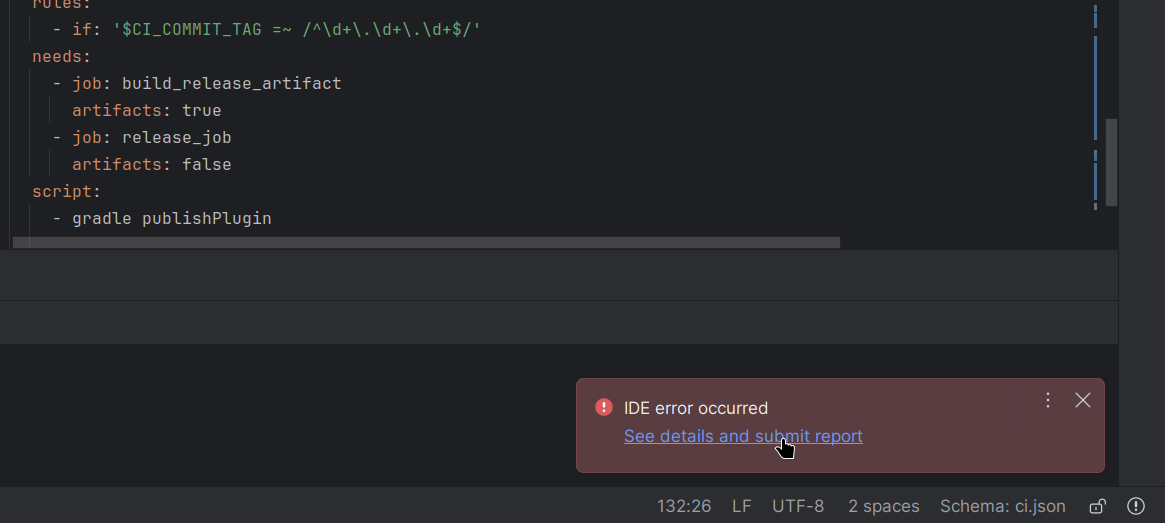 rules:
- if: '$CI_COMMIT_TAG =~ /^\d+\.\d+\.\d+$/'
needs:
- job: build_release_artifact
artifacts: true
- job: release_job
artifacts: false
script:
- gradle publishPlugin
IDE error occurred
See details and submit report
132:26 LF UTF-8 2 spaces Schema: ci.json